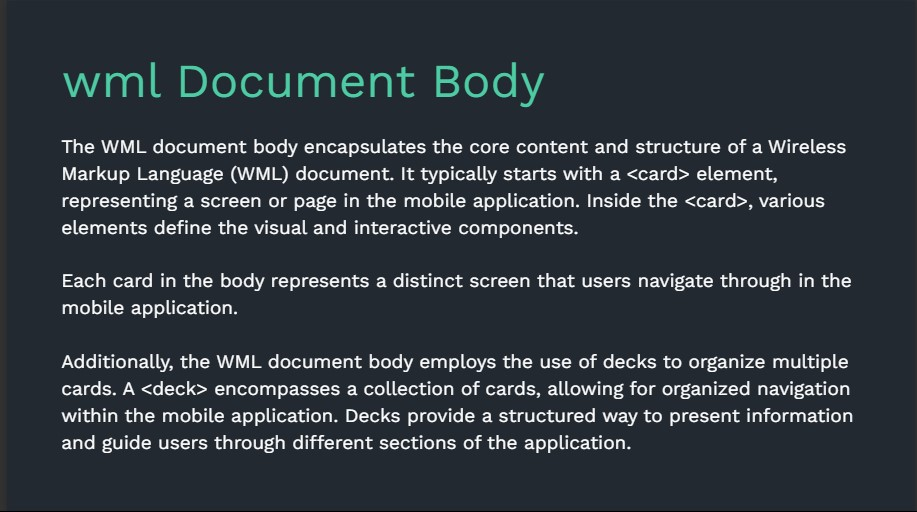 wml Document Body
The WML document body encapsulates the core content and structure of a Wireless
Markup Language (WML) document. It typically starts with a <card> element,
representing a screen or page in the mobile application. Inside the <card>, various
elements define the visual and interactive components.
Each card in the body represents a distinct screen that users navigate through in the
mobile application.
Additionally, the WML document body employs the use of decks to organize multiple
cards. A <deck> encompasses a collection of cards, allowing for organized navigation
within the mobile application. Decks provide a structured way to present information
and guide users through different sections of the application.